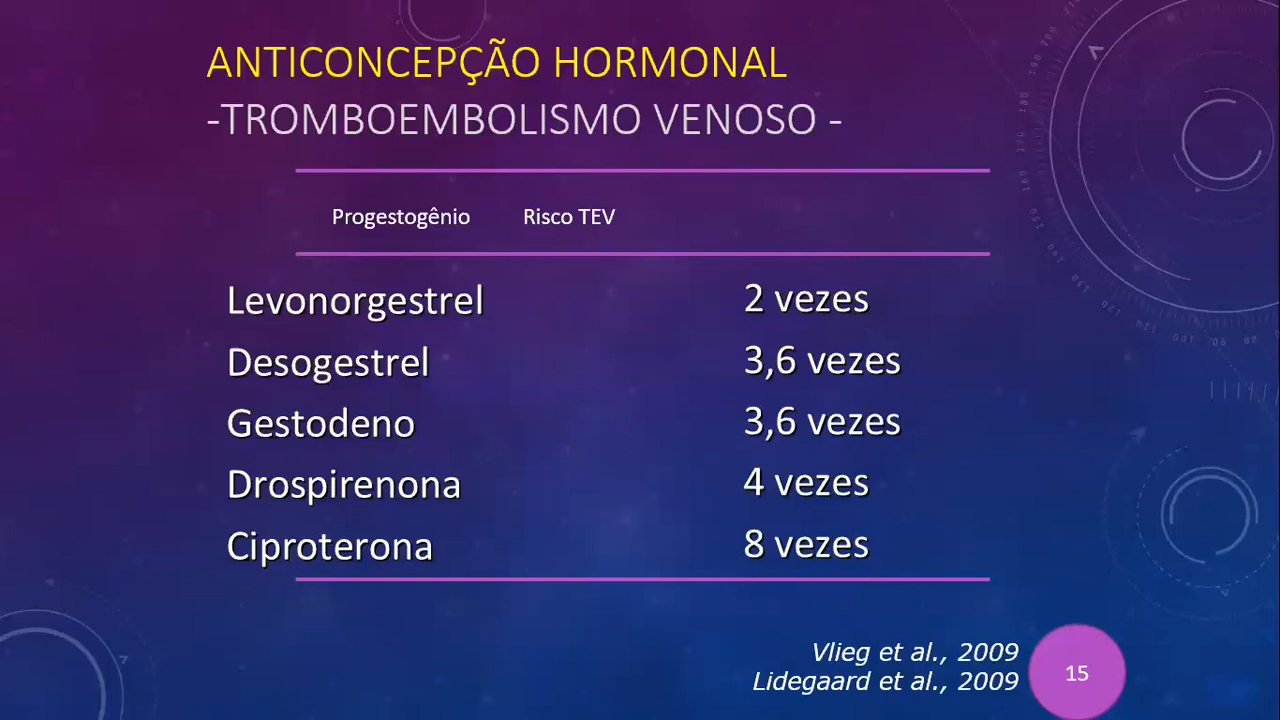 ANTICONCEPÇÃO HORMONAL
-TROMBOEMBOLISMO VENOSO -
Progestogênio Risco TEV
Levonorgestrel 2 vezes
Desogestrel 3,6 vezes
Gestodeno 3,6 vezes
Drospirenona 4 vezes
Ciproterona 8 vezes
Vlieg et al., 2009
Lidegaard et al., 2009
15